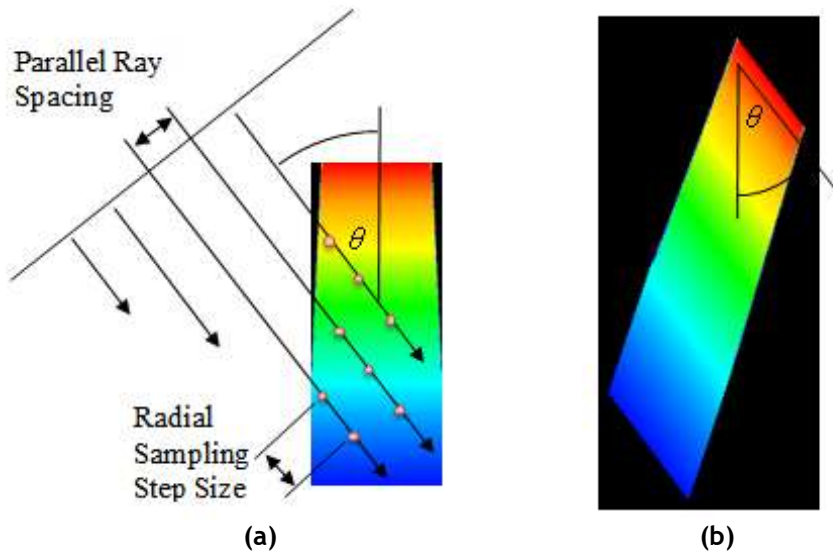 Parallel Ray
Spacing
θ
Radial
Sampling
Step Size
(a)
θ
(b)